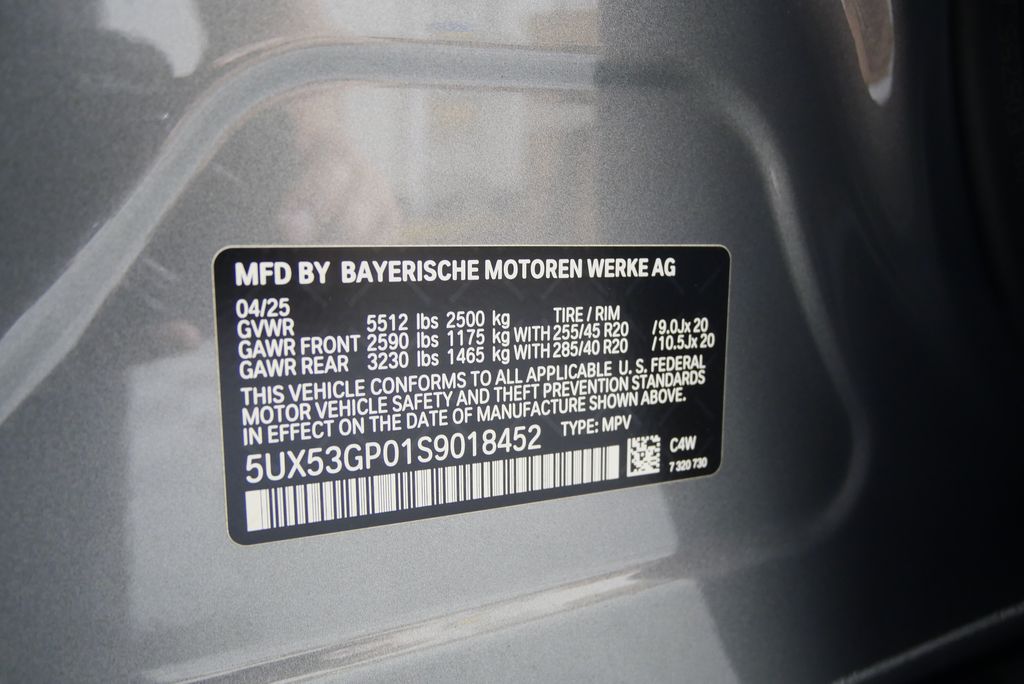 MFD BY BAYERISCHE MOTOREN WERKE AG
04/25 TIRE / RIM
GVWR 5512 lbs 2500 kg
GAWR FRONT 2590 lbs 1175 kg WITH 255/45 R20 /9.0Jx 20
GAWR REAR 3230 lbs 1465 kg WITH 285/40 R20 /10.5Jx 20
THIS VEHICLE CONFORMS TO ALL APPLICABLE U. S. FEDERAL
MOTOR VEHICLE SAFETY AND THEFT PREVENTION STANDARDS
IN EFFECT ON THE DATE OF MANUFACTURE SHOWN ABOVE.
5UX53GP01S9018452 TYPE: MPV
C4W
7 320 730